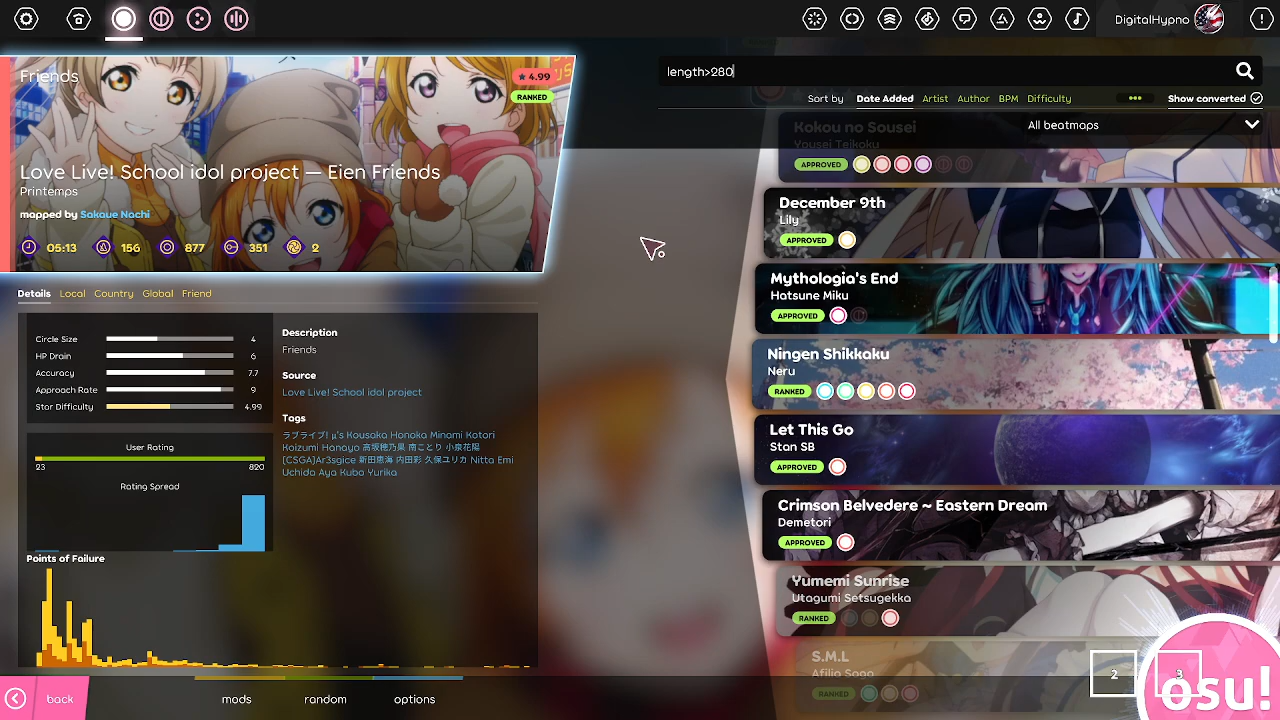 DigitalHypno
Friends
4.99
RANKED
Love Live! School idol project — Eien Friends
Printemps
mapped by Sakaue Nachi
05:13 156 877 351 2
length>280
Sort by Date Added Artist Author BPM Difficulty ••• Show converted
All beatmaps
Kokou no Sousei
Yousei Teikoku
APPROVED
December 9th
Lily
APPROVED
Mythologia's End
Hatsune Miku
APPROVED
Ningen Shikkaku
Neru
RANKED
Let This Go
Stan SB
APPROVED
Crimson Belvedere ~ Eastern Dream
Demetori
APPROVED
Yumemi Sunrise
Utagumi Setsugekka
RANKED
S.M.L
Afilia Saga
RANKED
Details Local Country Global Friend
Circle Size 4
HP Drain 6
Accuracy 7.7
Approach Rate 9
Star Difficulty 4.99
User Rating
23 820
Rating Spread
Points of Failure
Description
Friends
Source
Love Live! School idol project
Tags
ラブライブ! μ's Kousaka Honoka Minami Kotori
Koizumi Hanayo 高坂穂乃果 南ことり 小泉花陽
[CSGA]Ar3sgice 新田恵海 内田彩 久保ユリカ Nitta Emi
Uchida Aya Kubo Yurika
back mods random options
2 3
osu!